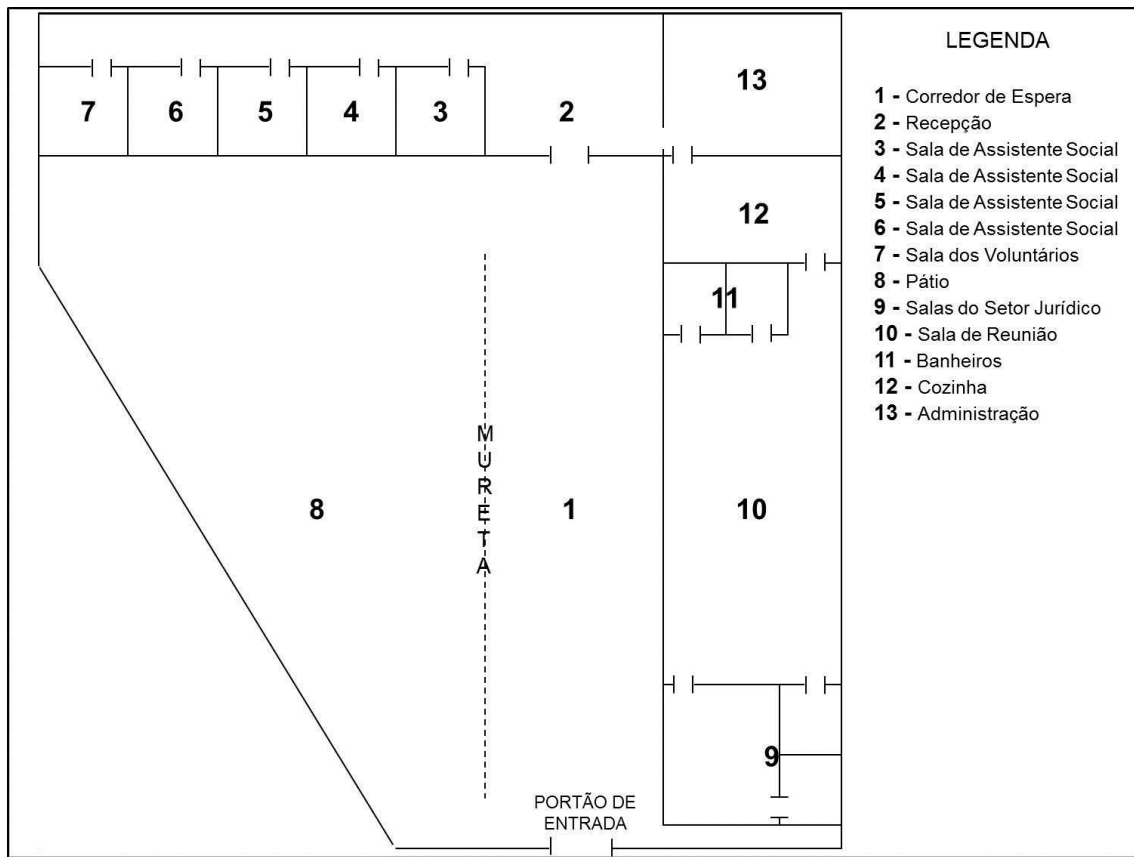 LEGENDA
1 - Corredor de Espera
2 - Recepção
3 - Sala de Assistente Social
4 - Sala de Assistente Social
5 - Sala de Assistente Social
6 - Sala de Assistente Social
7 - Sala dos Voluntários
8 - Pátio
9 - Salas do Setor Jurídico
10 - Sala de Reunião
11 - Banheiros
12 - Cozinha
13 - Administração
7
6
5
4
3
2
13
12
11
MURETA
8
1
10
9
PORTÃO DE
ENTRADA